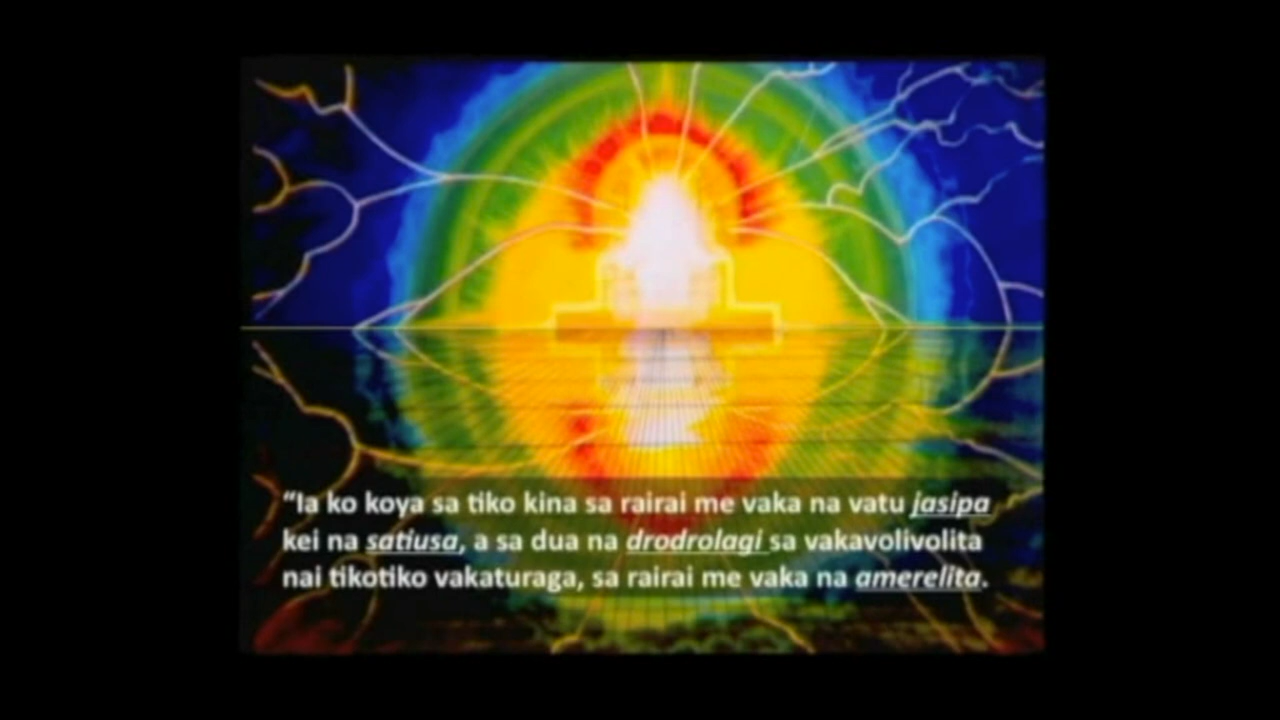 “Ia ko koya sa tiko kina sa rairai me vaka na vatu jasipa
kei na satiusa, a sa dua na drodrolagi sa vakavolivolita
nai tikotiko vakaturaga, sa rairai me vaka na amerelita.